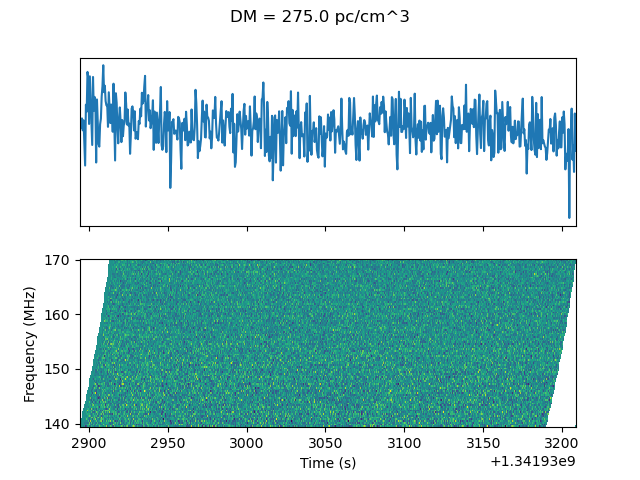 DM = 275.0 pc/cm^3
170
160
150
140
Frequency (MHz)
2900 2950 3000 3050 3100 3150 3200
Time (s)
+1.34193e9